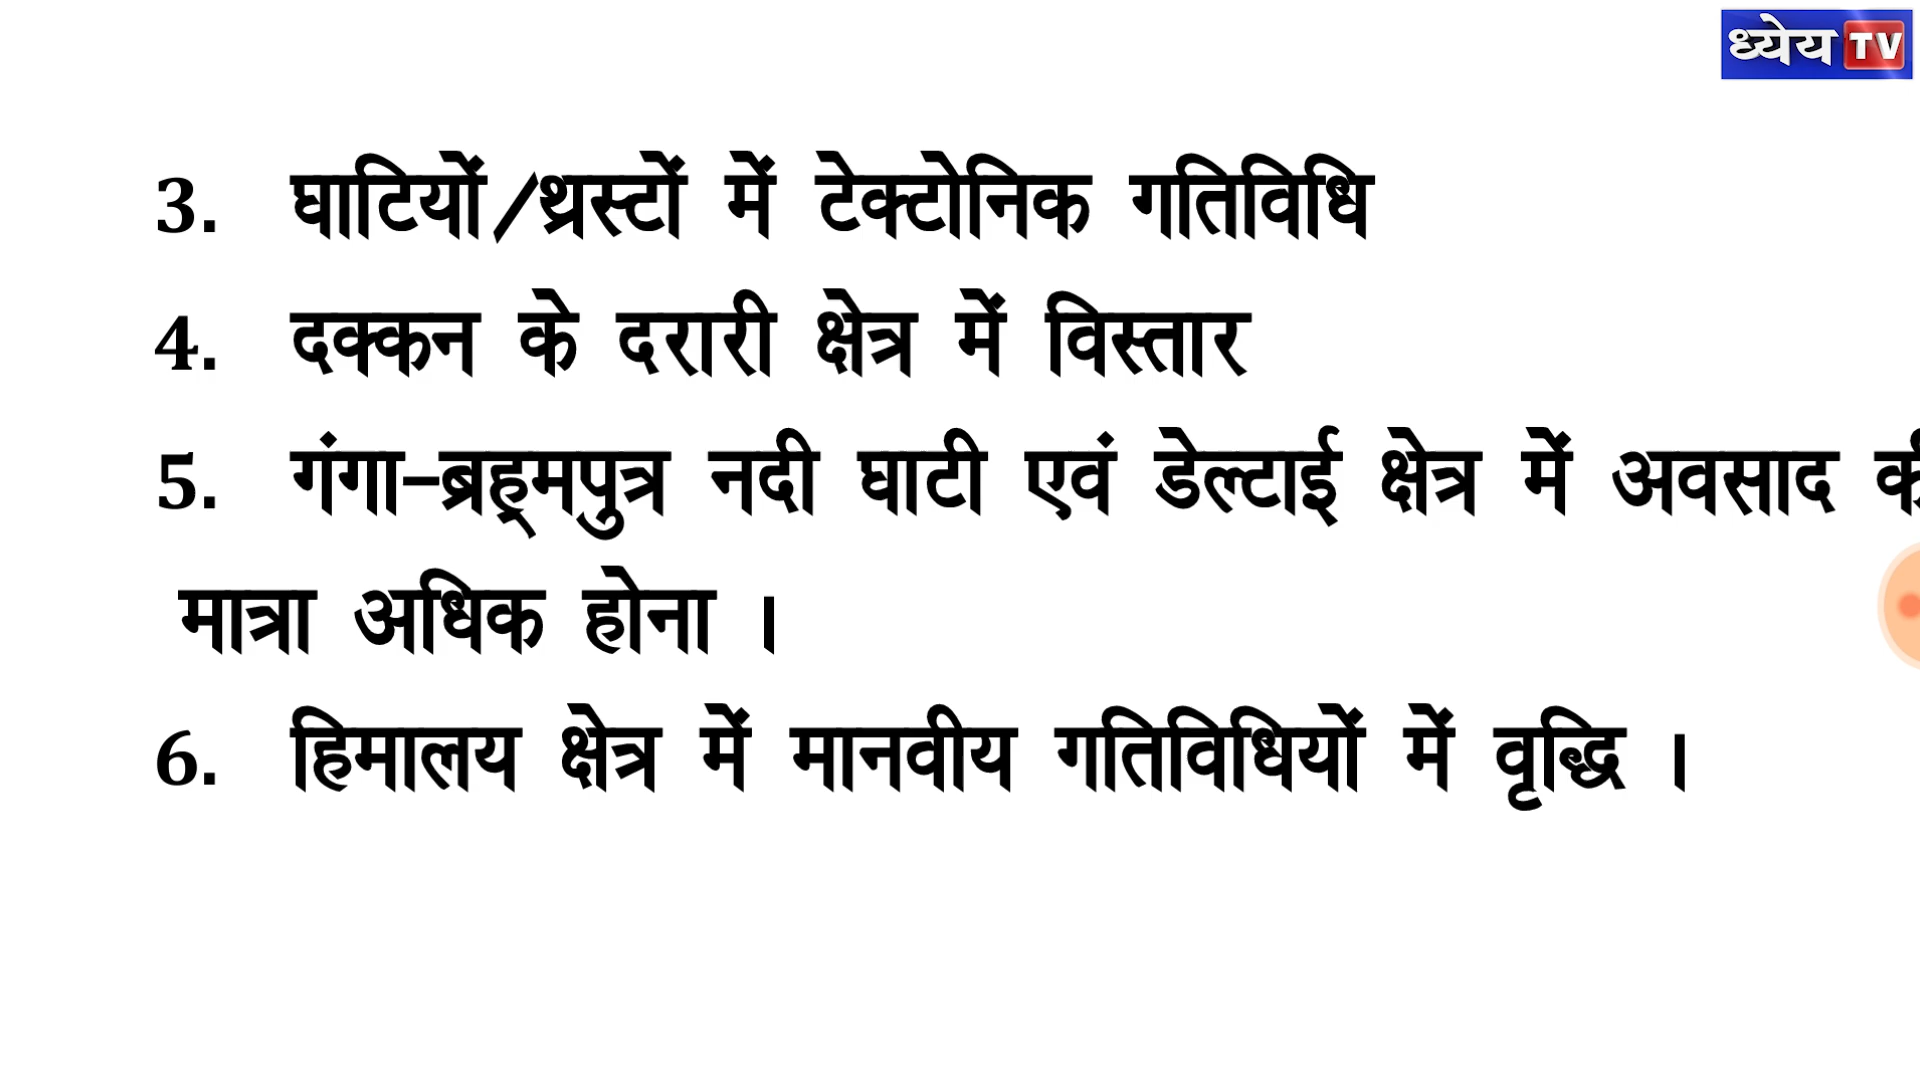 ध्येय TV
3. घाटियों/थ्रस्टों में टेक्टोनिक गतिविधि
4. दक्कन के दरारी क्षेत्र में विस्तार
5. गंगा-ब्रह्मपुत्र नदी घाटी एवं डेल्टाई क्षेत्र में अवसाद
मात्रा अधिक होना ।
6. हिमालय क्षेत्र में मानवीय गतिविधियों में वृद्धि ।